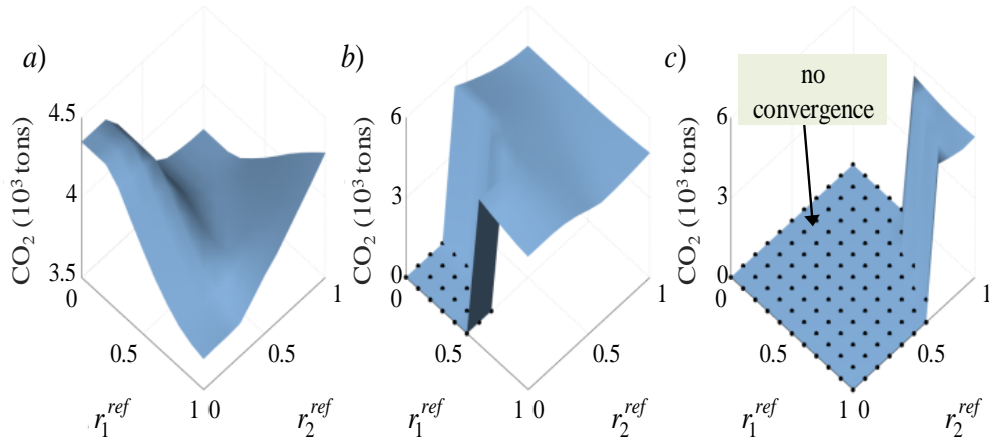 a)
CO₂ (10³ tons)
4.5
4
3.5
0
0.5
1 0
0.5
1
r₁ʳᵉᶠ
r₂ʳᵉᶠ
b)
CO₂ (10³ tons)
6
3
0
0
0.5
1 0
0.5
1
r₁ʳᵉᶠ
r₂ʳᵉᶠ
c)
no
convergence
CO₂ (10³ tons)
6
3
0
0
0.5
1 0
0.5
1
r₁ʳᵉᶠ
r₂ʳᵉᶠ